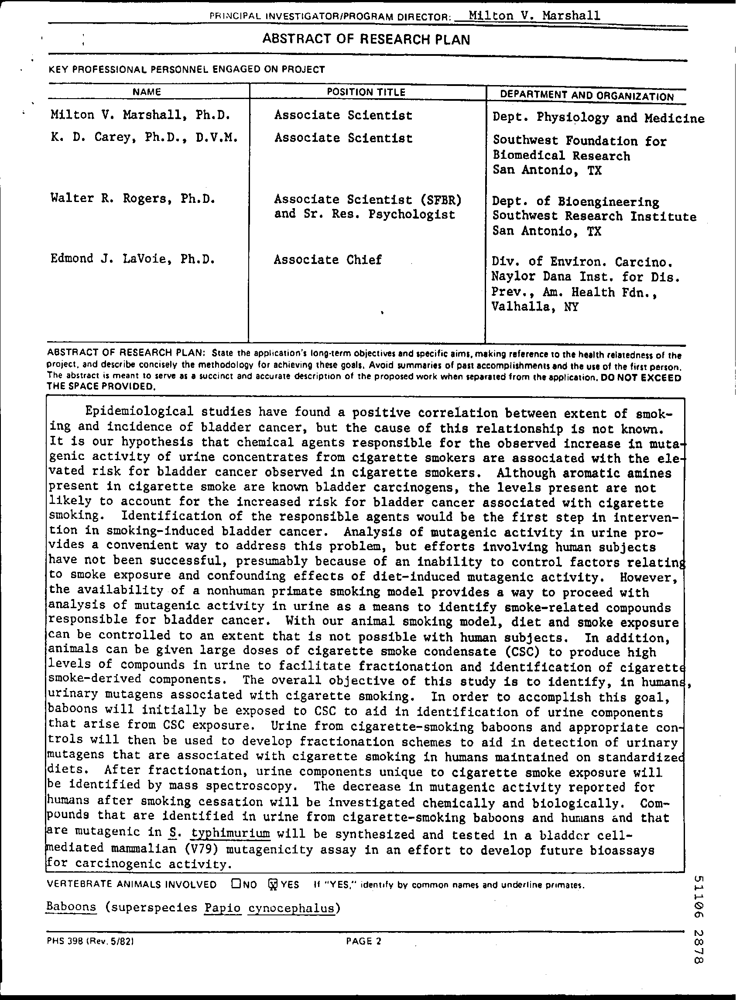 PRINCIPAL INVESTIGATOR/PROGRAM DIRECTOR: Milton V. Marshall
ABSTRACT OF RESEARCH PLAN
KEY PROFESSIONAL PERSONNEL ENGAGED ON PROJECT
NAME POSITION TITLE DEPARTMENT AND ORGANIZATION
Milton V. Marshall, Ph.D. Associate Scientist Dept. Physiology and Medicine
K. D. Carey, Ph.D., D.V.M. Associate Scientist Southwest Foundation for
Biomedical Research
San Antonio, TX
Walter R. Rogers, Ph.D. Associate Scientist (SFBR) Dept. of Bioengineering
and Sr. Res. Psychologist Southwest Research Institute
San Antonio, TX
Edmond J. LaVoie, Ph.D. Associate Chief Div. of Environ. Carcino.
Naylor Dana Inst. for Dis.
Prev., Am. Health Fdn.,
Valhalla, NY
ABSTRACT OF RESEARCH PLAN: State the application's long-term objectives and specific aims, making reference to the health relatedness of the
project, and describe concisely the methodology for achieving these goals. Avoid summaries of past accomplishments and the use of the first person.
The abstract is meant to serve as a succinct and accurate description of the proposed work when separated from the application. DO NOT EXCEED
THE SPACE PROVIDED.
Epidemiological studies have found a positive correlation between extent of smok-
ing and incidence of bladder cancer, but the cause of this relationship is not known.
It is our hypothesis that chemical agents responsible for the observed increase in muta-
genic activity of urine concentrates from cigarette smokers are associated with the ele-
vated risk for bladder cancer observed in cigarette smokers. Although aromatic amines
present in cigarette smoke are known bladder carcinogens, the levels present are not
likely to account for the increased risk for bladder cancer associated with cigarette
smoking. Identification of the responsible agents would be the first step in interven-
tion in smoking-induced bladder cancer. Analysis of mutagenic activity in urine pro-
vides a convenient way to address this problem, but efforts involving human subjects
have not been successful, presumably because of an inability to control factors relating
to smoke exposure and confounding effects of diet-induced mutagenic activity. However,
the availability of a nonhuman primate smoking model provides a way to proceed with
analysis of mutagenic activity in urine as a means to identify smoke-related compounds
responsible for bladder cancer. With our animal smoking model, diet and smoke exposure
can be controlled to an extent that is not possible with human subjects. In addition,
animals can be given large doses of cigarette smoke condensate (CSC) to produce high
levels of compounds in urine to facilitate fractionation and identification of cigarette
smoke-derived components. The overall objective of this study is to identify, in humans,
urinary mutagens associated with cigarette smoking. In order to accomplish this goal,
baboons will initially be exposed to CSC to aid in identification of urine components
that arise from CSC exposure. Urine from cigarette-smoking baboons and appropriate con-
trols will then be used to develop fractionation schemes to aid in detection of urinary
mutagens that are associated with cigarette smoking in humans maintained on standardized
diets. After fractionation, urine components unique to cigarette smoke exposure will
be identified by mass spectroscopy. The decrease in mutagenic activity reported for
humans after smoking cessation will be investigated chemically and biologically. Com-
pounds that are identified in urine from cigarette-smoking baboons and humans and that
are mutagenic in S. typhimurium will be synthesized and tested in a bladder cell-
mediated mammalian (V79) mutagenicity assay in an effort to develop future bioassays
for carcinogenic activity.
VERTEBRATE ANIMALS INVOLVED ☐ NO ☒ YES If "YES," identify by common names and underline primates.
Baboons (superspecies Papio cynocephalus)
PHS 398 (Rev. 5/82) PAGE 2
51106 2878